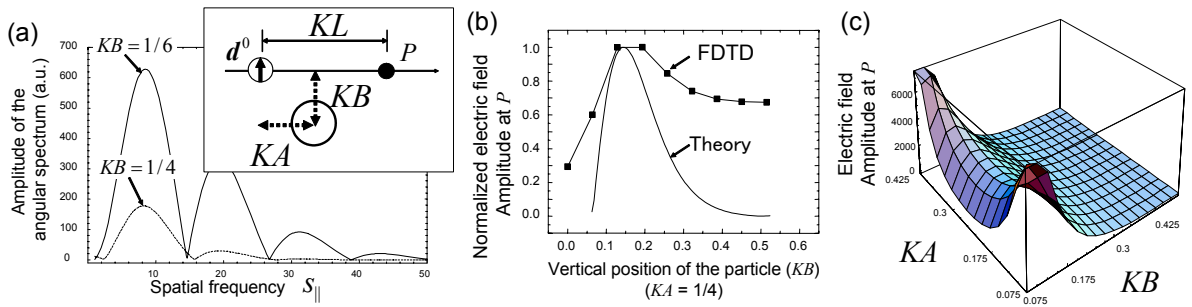 (a)
Amplitude of the
angular spectrum (a.u.)
700
600
500
400
300
200
100
0
KB = 1/6
KB = 1/4
10
20
30
40
50
Spatial frequency S||
KL
d⁰
P
KB
KA
(b)
Normalized electric field
Amplitude at P
1.0
0.8
0.6
0.4
0.2
0.0
FDTD
Theory
0.0
0.1
0.2
0.3
0.4
0.5
0.6
Vertical position of the particle (KB)
(KA = 1/4)
(c)
Electric field
Amplitude at P
6000
4000
2000
0
0.425
0.3
0.175
0.075
KA
0.075
0.175
0.3
0.425
KB